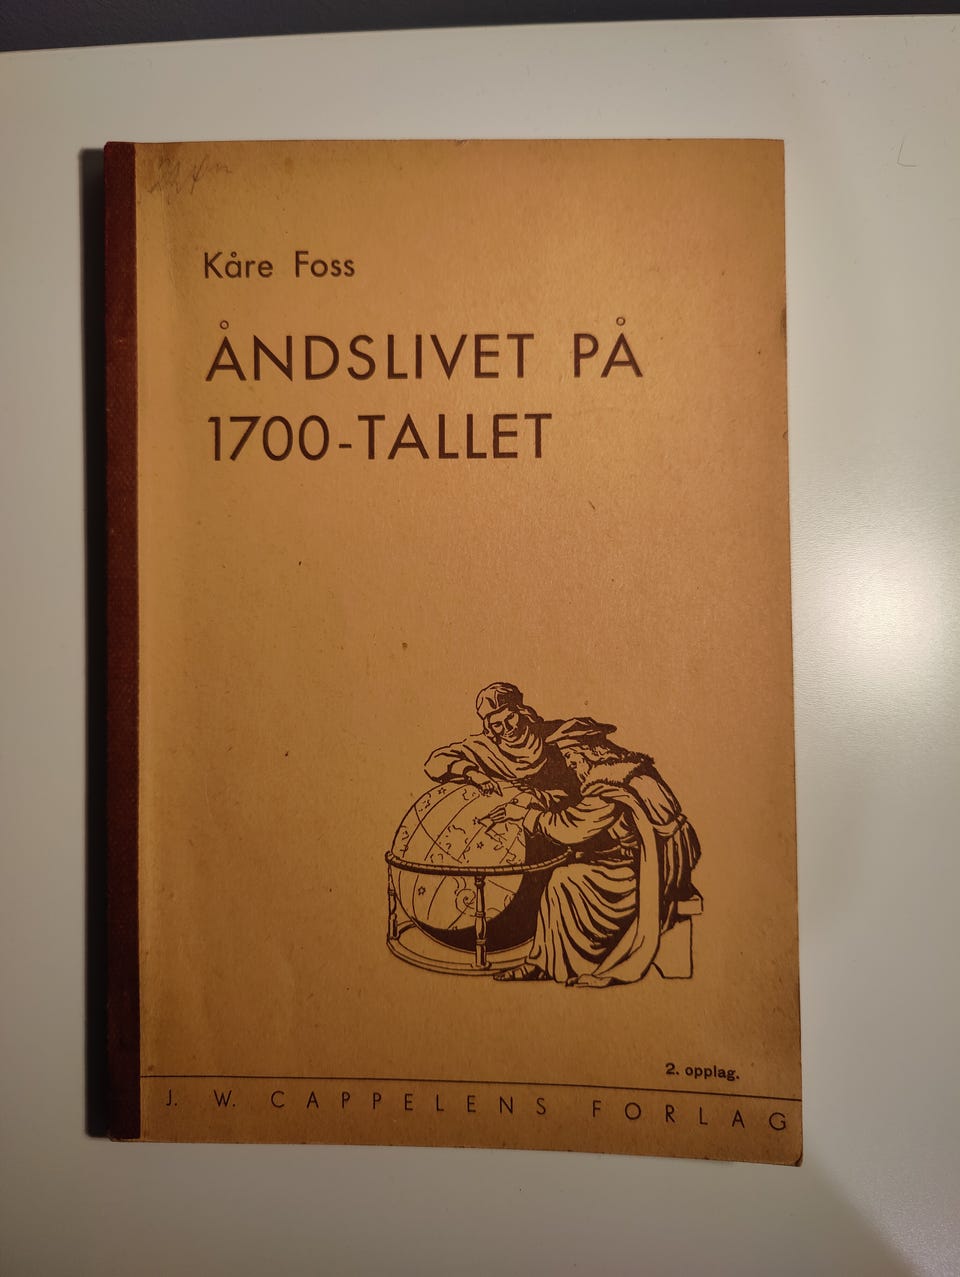 Kåre Foss
ÅNDSLIVET PÅ
1700-TALLET
2. opplag.
J. W. CAPPELENS FORLAG